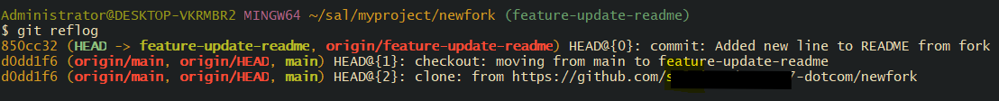 Administrator@DESKTOP-VKRMBR2 MINGW64 ~/sal/myproject/newfork (feature-update-readme)
$ git reflog
850cc32 (HEAD -> feature-update-readme, origin/feature-update-readme) HEAD@{0}: commit: Added new line to README from fork
d0dd1f6 (origin/main, origin/HEAD, main) HEAD@{1}: checkout: moving from main to feature-update-readme
d0dd1f6 (origin/main, origin/HEAD, main) HEAD@{2}: clone: from https://github.com/ 7-dotcom/newfork